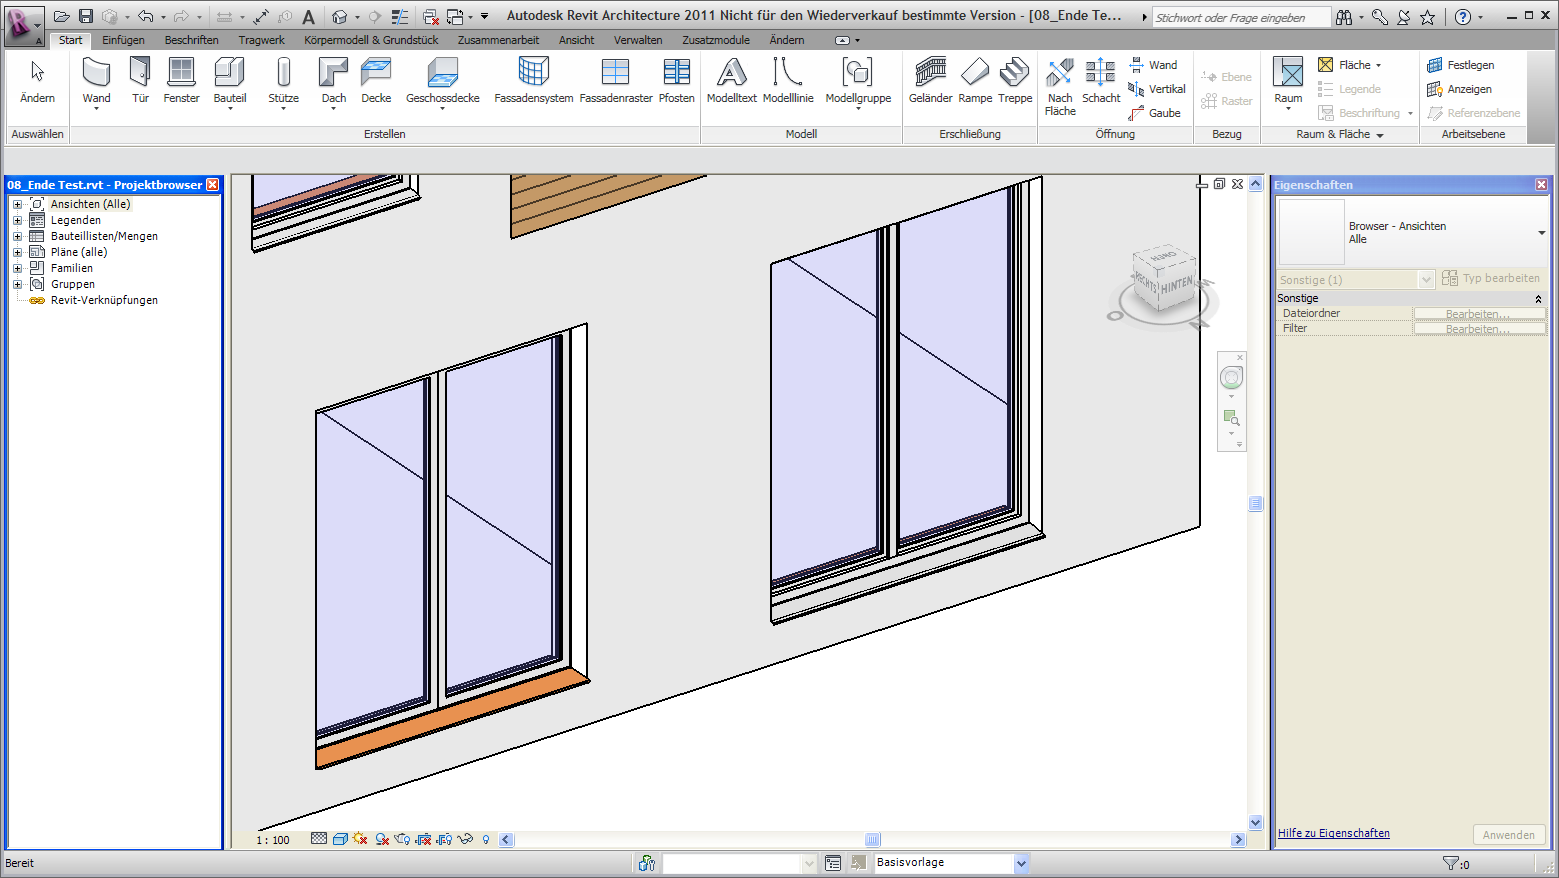 Autodesk Revit Architecture 2011 Nicht für den Wiederverkauf bestimmte Version - [08_Ende Te...
Stichwort oder Frage eingeben
Start Einfügen Beschriften Tragwerk Körpermodell & Grundstück Zusammenarbeit Ansicht Verwalten Zusatzmodule Ändern
Ändern
Wand Tür Fenster Bauteil Stütze Dach Decke Geschossdecke Fassadensystem Fassadenraster Pfosten
Modelltext Modelllinie Modellgruppe
Geländer Rampe Treppe
Nach Fläche
Schacht
Wand
Vertikal
Gaube
Ebene
Raster
Raum
Fläche
Legende
Beschriftung
Festlegen
Anzeigen
Referenzebene
Auswählen Erstellen Modell Erschließung Öffnung Bezug Raum & Fläche Arbeitsebene
08_Ende Test.rvt - Projektbrowser
Ansichten (Alle)
Legenden
Bauteillisten/Mengen
Pläne (alle)
Familien
Gruppen
Revit-Verknüpfungen
OBEN
RECHTS HINTEN
Eigenschaften
Browser - Ansichten
Alle
Sonstige (1) Typ bearbeiten
Sonstige
Dateiordner Bearbeiten...
Filter Bearbeiten...
Hilfe zu Eigenschaften Anwenden
1 : 100
Bereit
Basisvorlage
:0